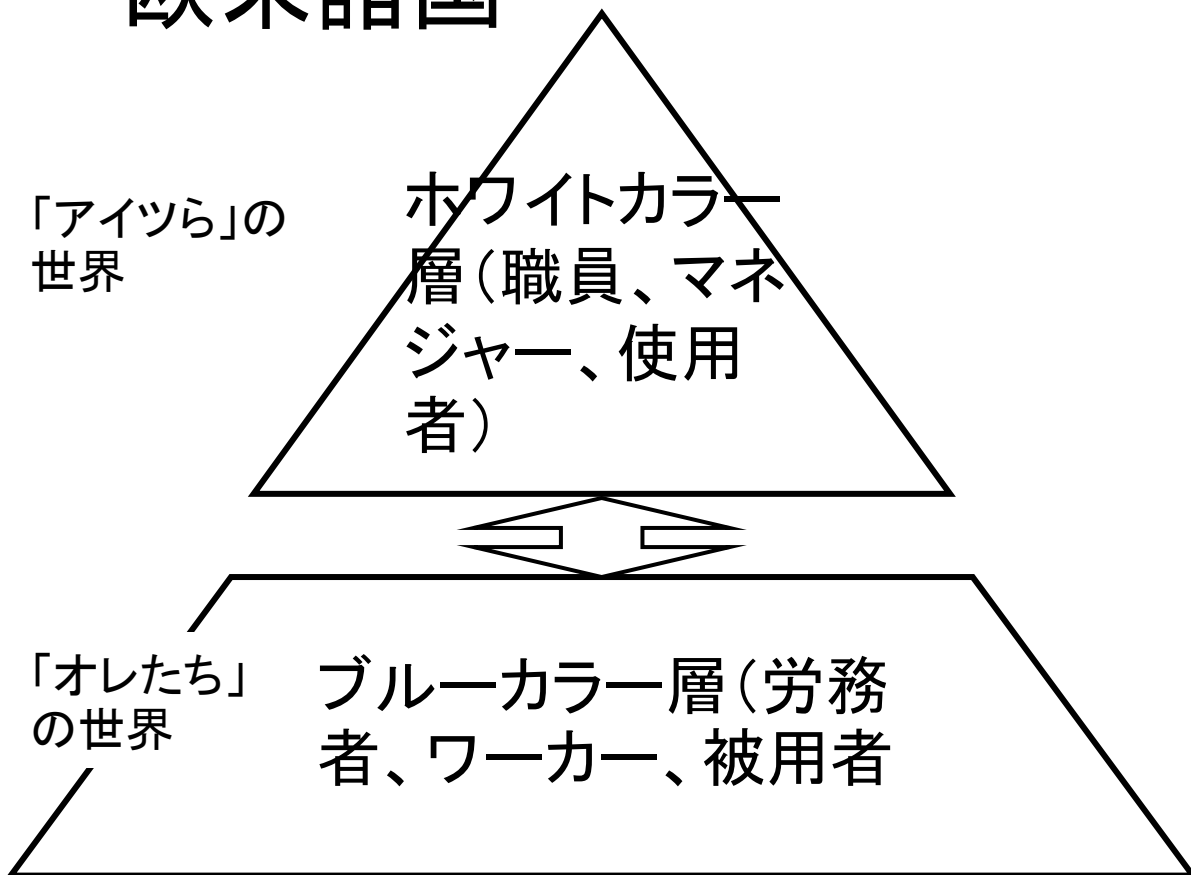 欧米諸国
「アイツら」の
世界
ホワイトカラー
層（職員、マネ
ジャー、使用
者）
「オレたち」
の世界
ブルーカラー層（労務
者、ワーカー、被用者